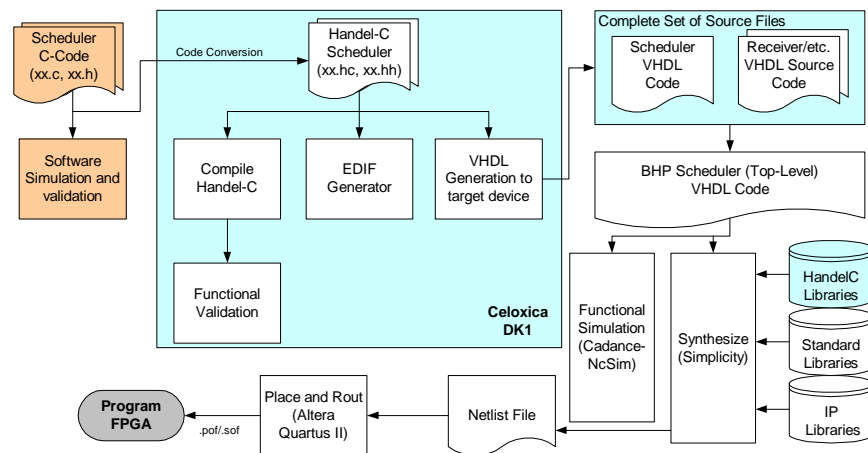 Scheduler
C-Code
(xx.c, xx.h)
Code Conversion
Handel-C
Scheduler
(xx.hc, xx.hh)
Complete Set of Source Files
Scheduler
VHDL
Code
Receiver/etc.
VHDL Source
Code
Software
Simulation and
validation
Compile
Handel-C
EDIF
Generator
VHDL
Generation to
target device
BHP Scheduler (Top-Level)
VHDL Code
Functional
Validation
Celoxica
DK1
Functional
Simulation
(Cadance-
NcSim)
Synthesize
(Simplicity)
HandelC
Libraries
Standard
Libraries
IP
Libraries
Program
FPGA
.pof/.sof
Place and Rout
(Altera
Quartus II)
Netlist File